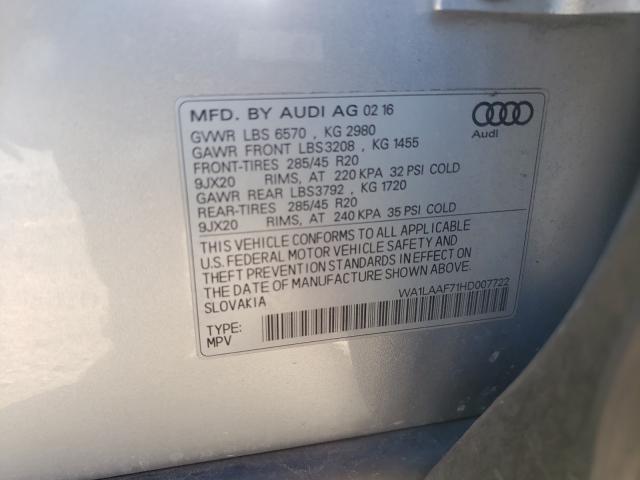 MFD. BY AUDI AG 02 16
GVWR LBS 6570 , KG 2980
GAWR FRONT LBS3208 , KG 1455
FRONT-TIRES 285/45 R20
9JX20 RIMS, AT 220 KPA 32 PSI COLD
GAWR REAR LBS3792 , KG 1720
REAR-TIRES 285/45 R20
9JX20 RIMS, AT 240 KPA 35 PSI COLD
Audi
THIS VEHICLE CONFORMS TO ALL APPLICABLE
U.S. FEDERAL MOTOR VEHICLE SAFETY AND
THEFT PREVENTION STANDARDS IN EFFECT ON
THE DATE OF MANUFACTURE SHOWN ABOVE.
SLOVAKIA
WA1LAAF71HD007722
TYPE:
MPV